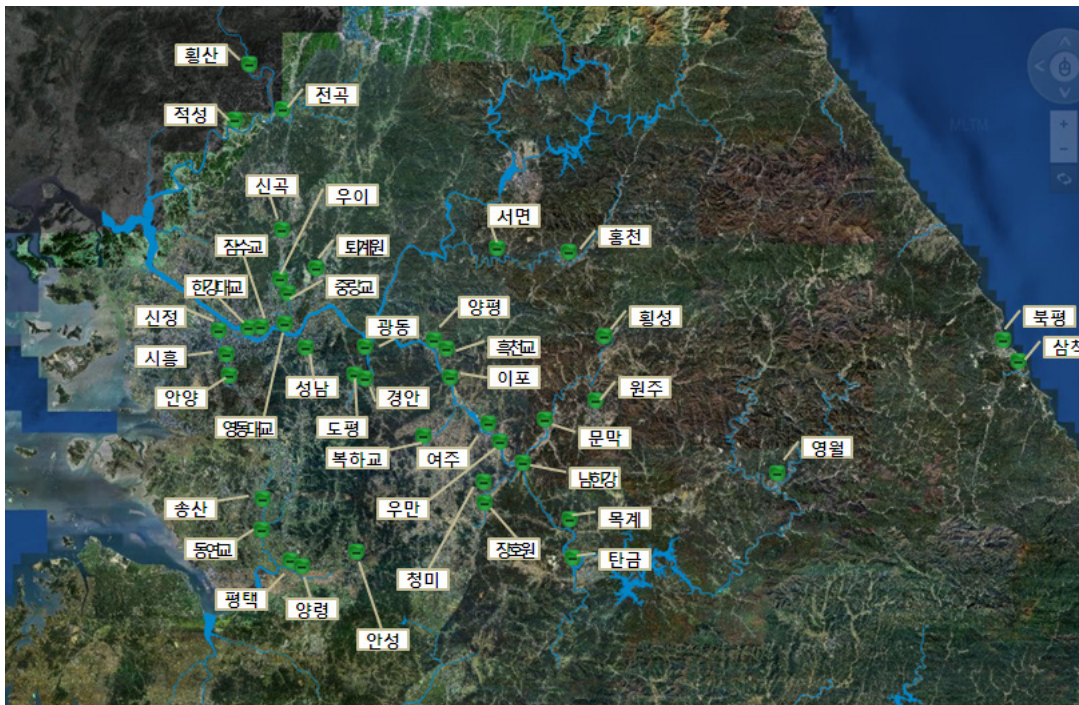 횡산
전곡
적성
신곡
우이
서면
홍천
잠수교
퇴계원
한강대교
중랑교
신정
양평
횡성
북평
광동
흑천교
삼척
시흥
이포
원주
안양
성남
경안
영동대교
도평
복하교
여주
문막
영월
남한강
송산
우만
목계
동연교
장호원
탄금
청미
평택
양령
안성
MLTM
+